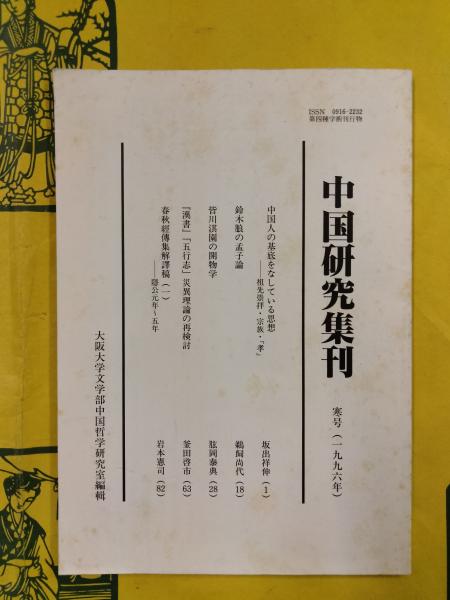 ISSN 0916-2232
第四種学術刊行物
中国研究集刊
寒号(一九九六年)
中国人の基底をなしている思想
――祖先崇拝・宗族・「孝」
坂出祥伸(1)
鈴木朖の孟子論
鵜飼尚代(18)
皆川淇園の開物学
肱岡泰典(28)
『漢書』「五行志」災異理論の再検討
釜田啓市(63)
春秋經傳集解譯稿(一)
――隱公元年~五年
岩本憲司(82)
大阪大学文学部中国哲学研究室編輯